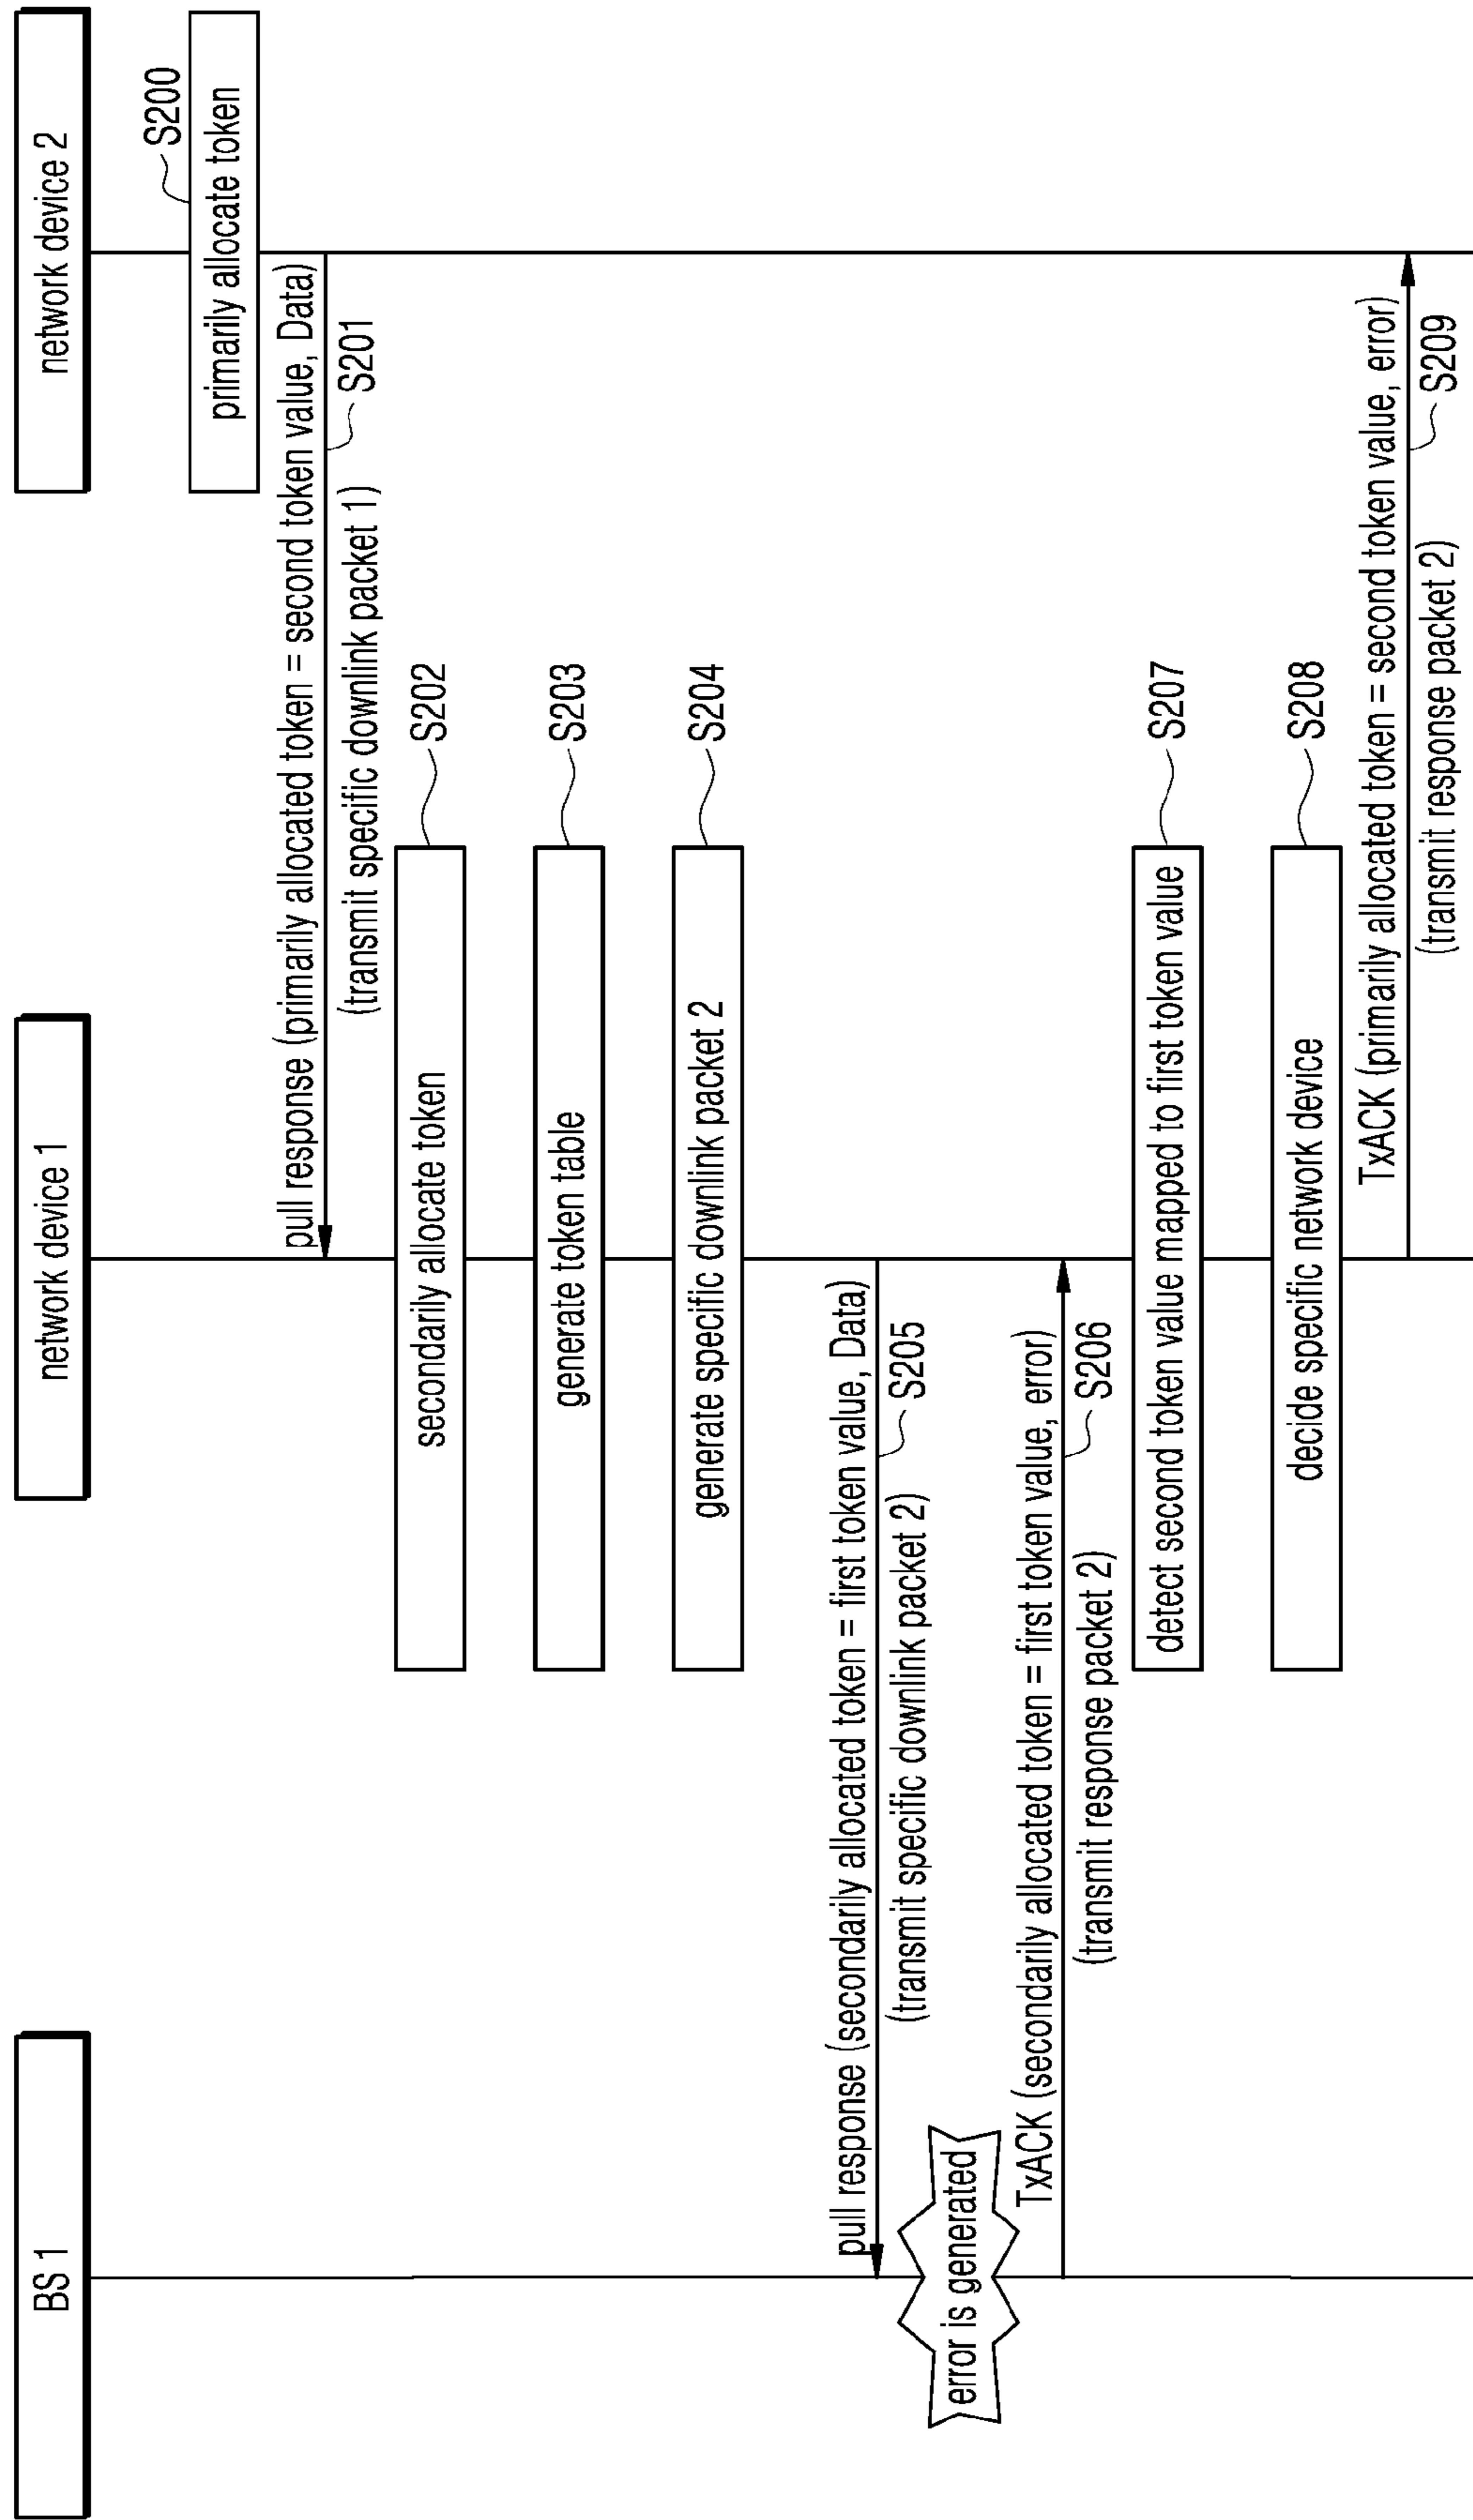 BS 1
network device 1
network device 2
S200
primarily allocate token
pull response (primarily allocated token = second token value, Data)
S201
(transmit specific downlink packet 1)
secondarily allocate token
S202
generate token table
S203
generate specific downlink packet 2
S204
pull response (secondarily allocated token = first token value, Data)
S205
(transmit specific downlink packet 2)
error is generated
TxACK (secondarily allocated token = first token value, error)
S206
(transmit response packet 2)
detect second token value mapped to first token value
S207
decide specific network device
S208
TxACK (primarily allocated token = second token value, error)
S209
(transmit response packet 2)